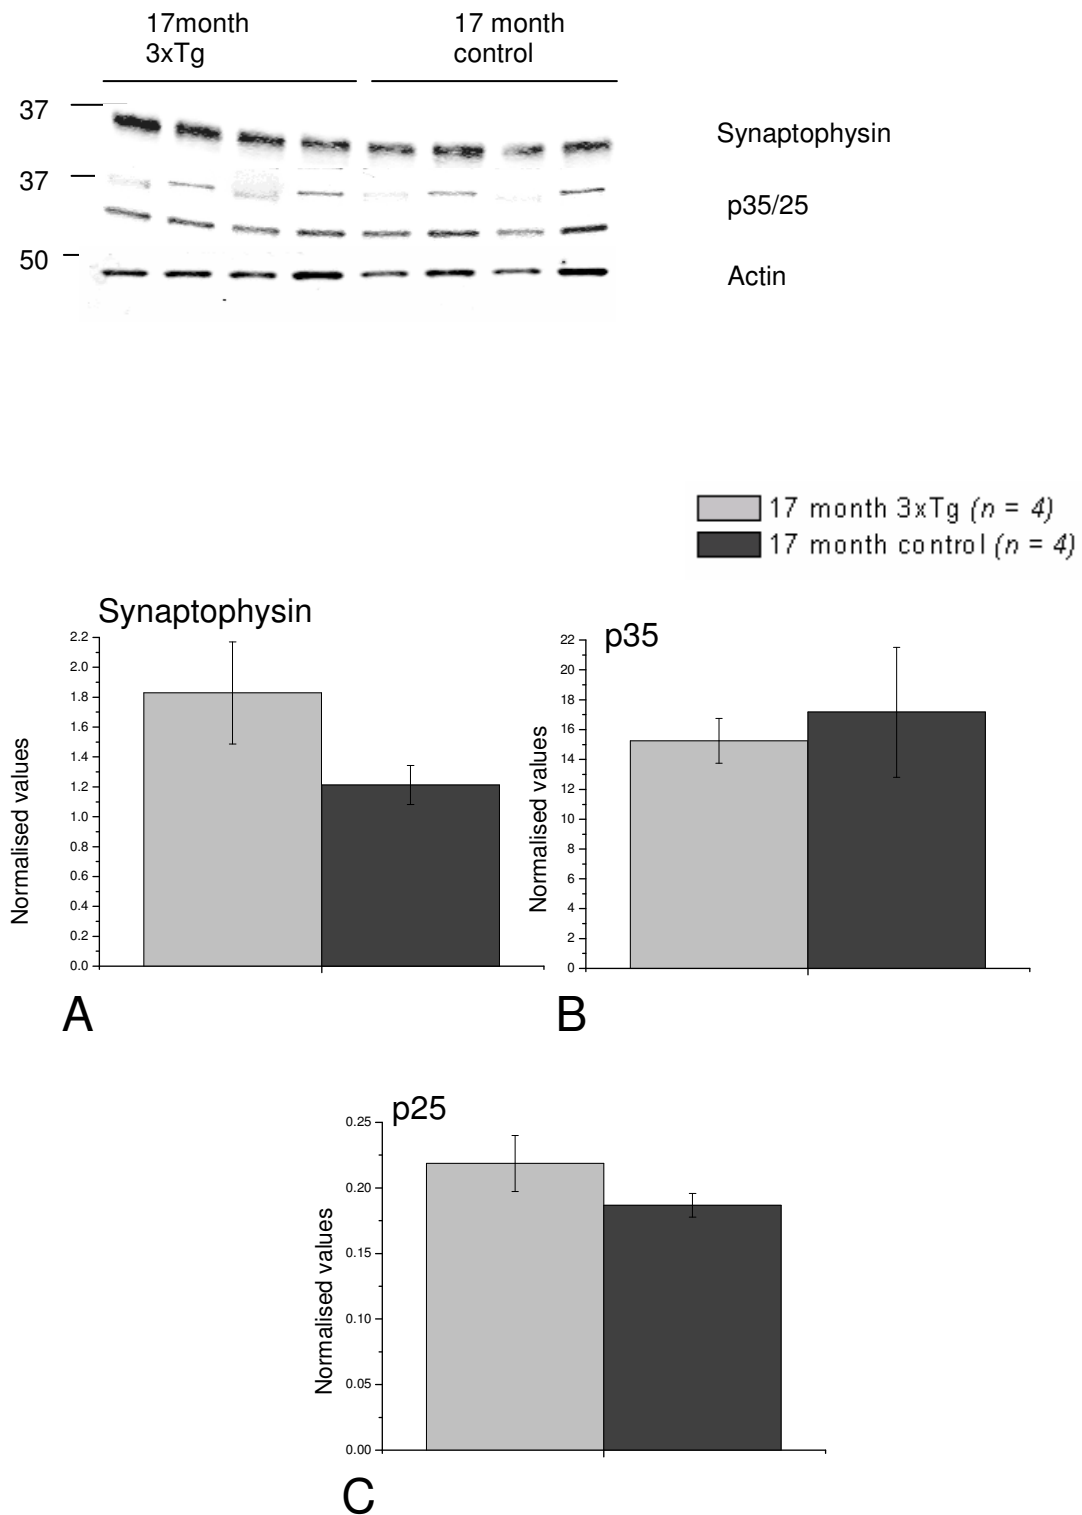 17month
3xTg
17 month
control
37
Synaptophysin
37
p35/25
50
Actin
17 month 3xTg (n = 4)
17 month control (n = 4)
Synaptophysin
2.2
2.0
1.8
1.6
1.4
1.2
1.0
0.8
0.6
0.4
0.2
0.0
Normalised values
A
p35
22
20
18
16
14
12
10
8
6
4
2
0
Normalised values
B
p25
0.25
0.20
0.15
0.10
0.05
0.00
Normalised values
C